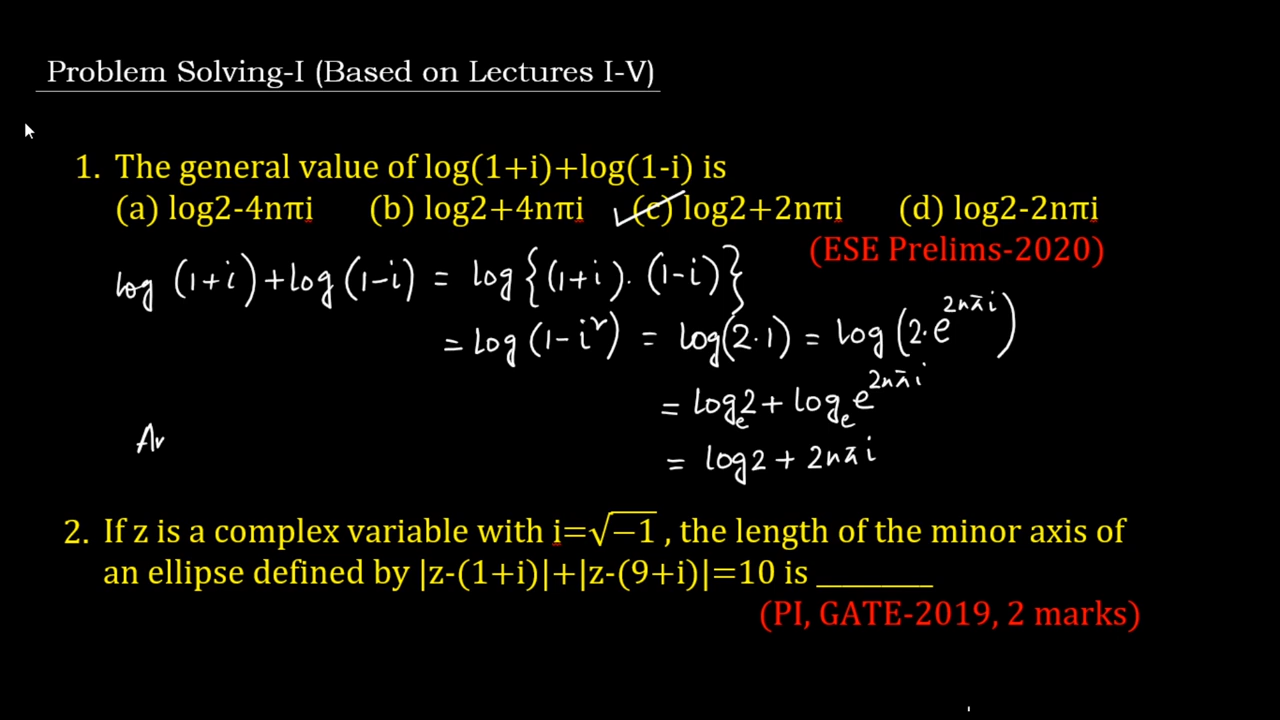 Problem Solving-I (Based on Lectures I-V)
1. The general value of log(1+i)+log(1-i) is
(a) log2-4nπi (b) log2+4nπi (c) log2+2nπi (d) log2-2nπi
(ESE Prelims-2020)
log (1+i)+log (1-i) = log{(1+i).(1-i)}
= log (1-i²) = log(2·1) = log (2·e^{2nπi})
= logₑ2 + logₑe^{2nπi}
= log2 + 2nπi
An
2. If z is a complex variable with i=√−1 , the length of the minor axis of
an ellipse defined by |z-(1+i)|+|z-(9+i)|=10 is ________
(PI, GATE-2019, 2 marks)